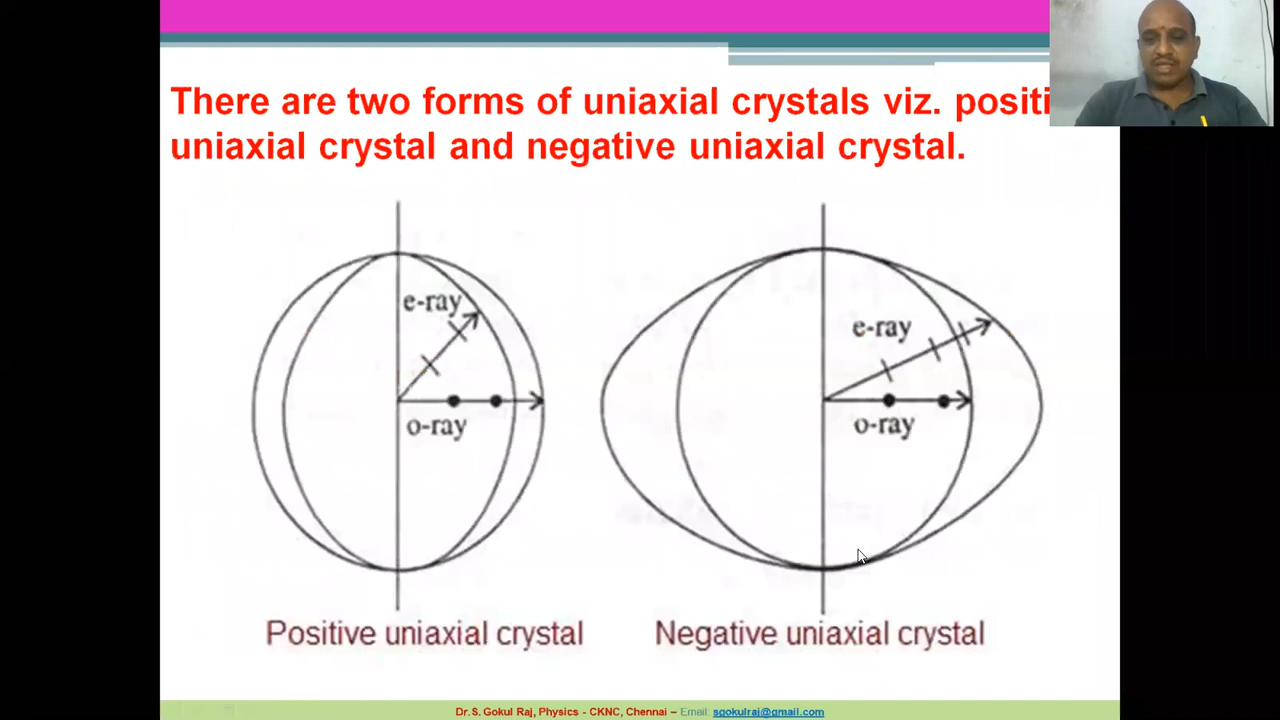 There are two forms of uniaxial crystals viz. positi
uniaxial crystal and negative uniaxial crystal.
e-ray
o-ray
e-ray
o-ray
Positive uniaxial crystal
Negative uniaxial crystal
Dr.S. Gokul Raj, Physics - CKNC, Chennai – Email: sgokulraj@gmail.com